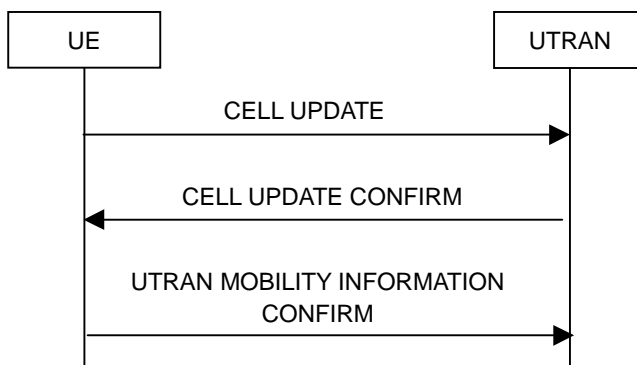 UE
UTRAN
CELL UPDATE
CELL UPDATE CONFIRM
UTRAN MOBILITY INFORMATION
CONFIRM